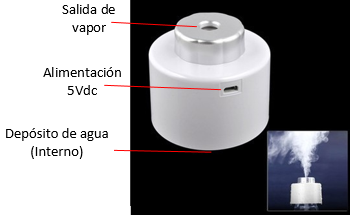 Salida de
vapor
Alimentación
5Vdc
Depósito de agua
(Interno)